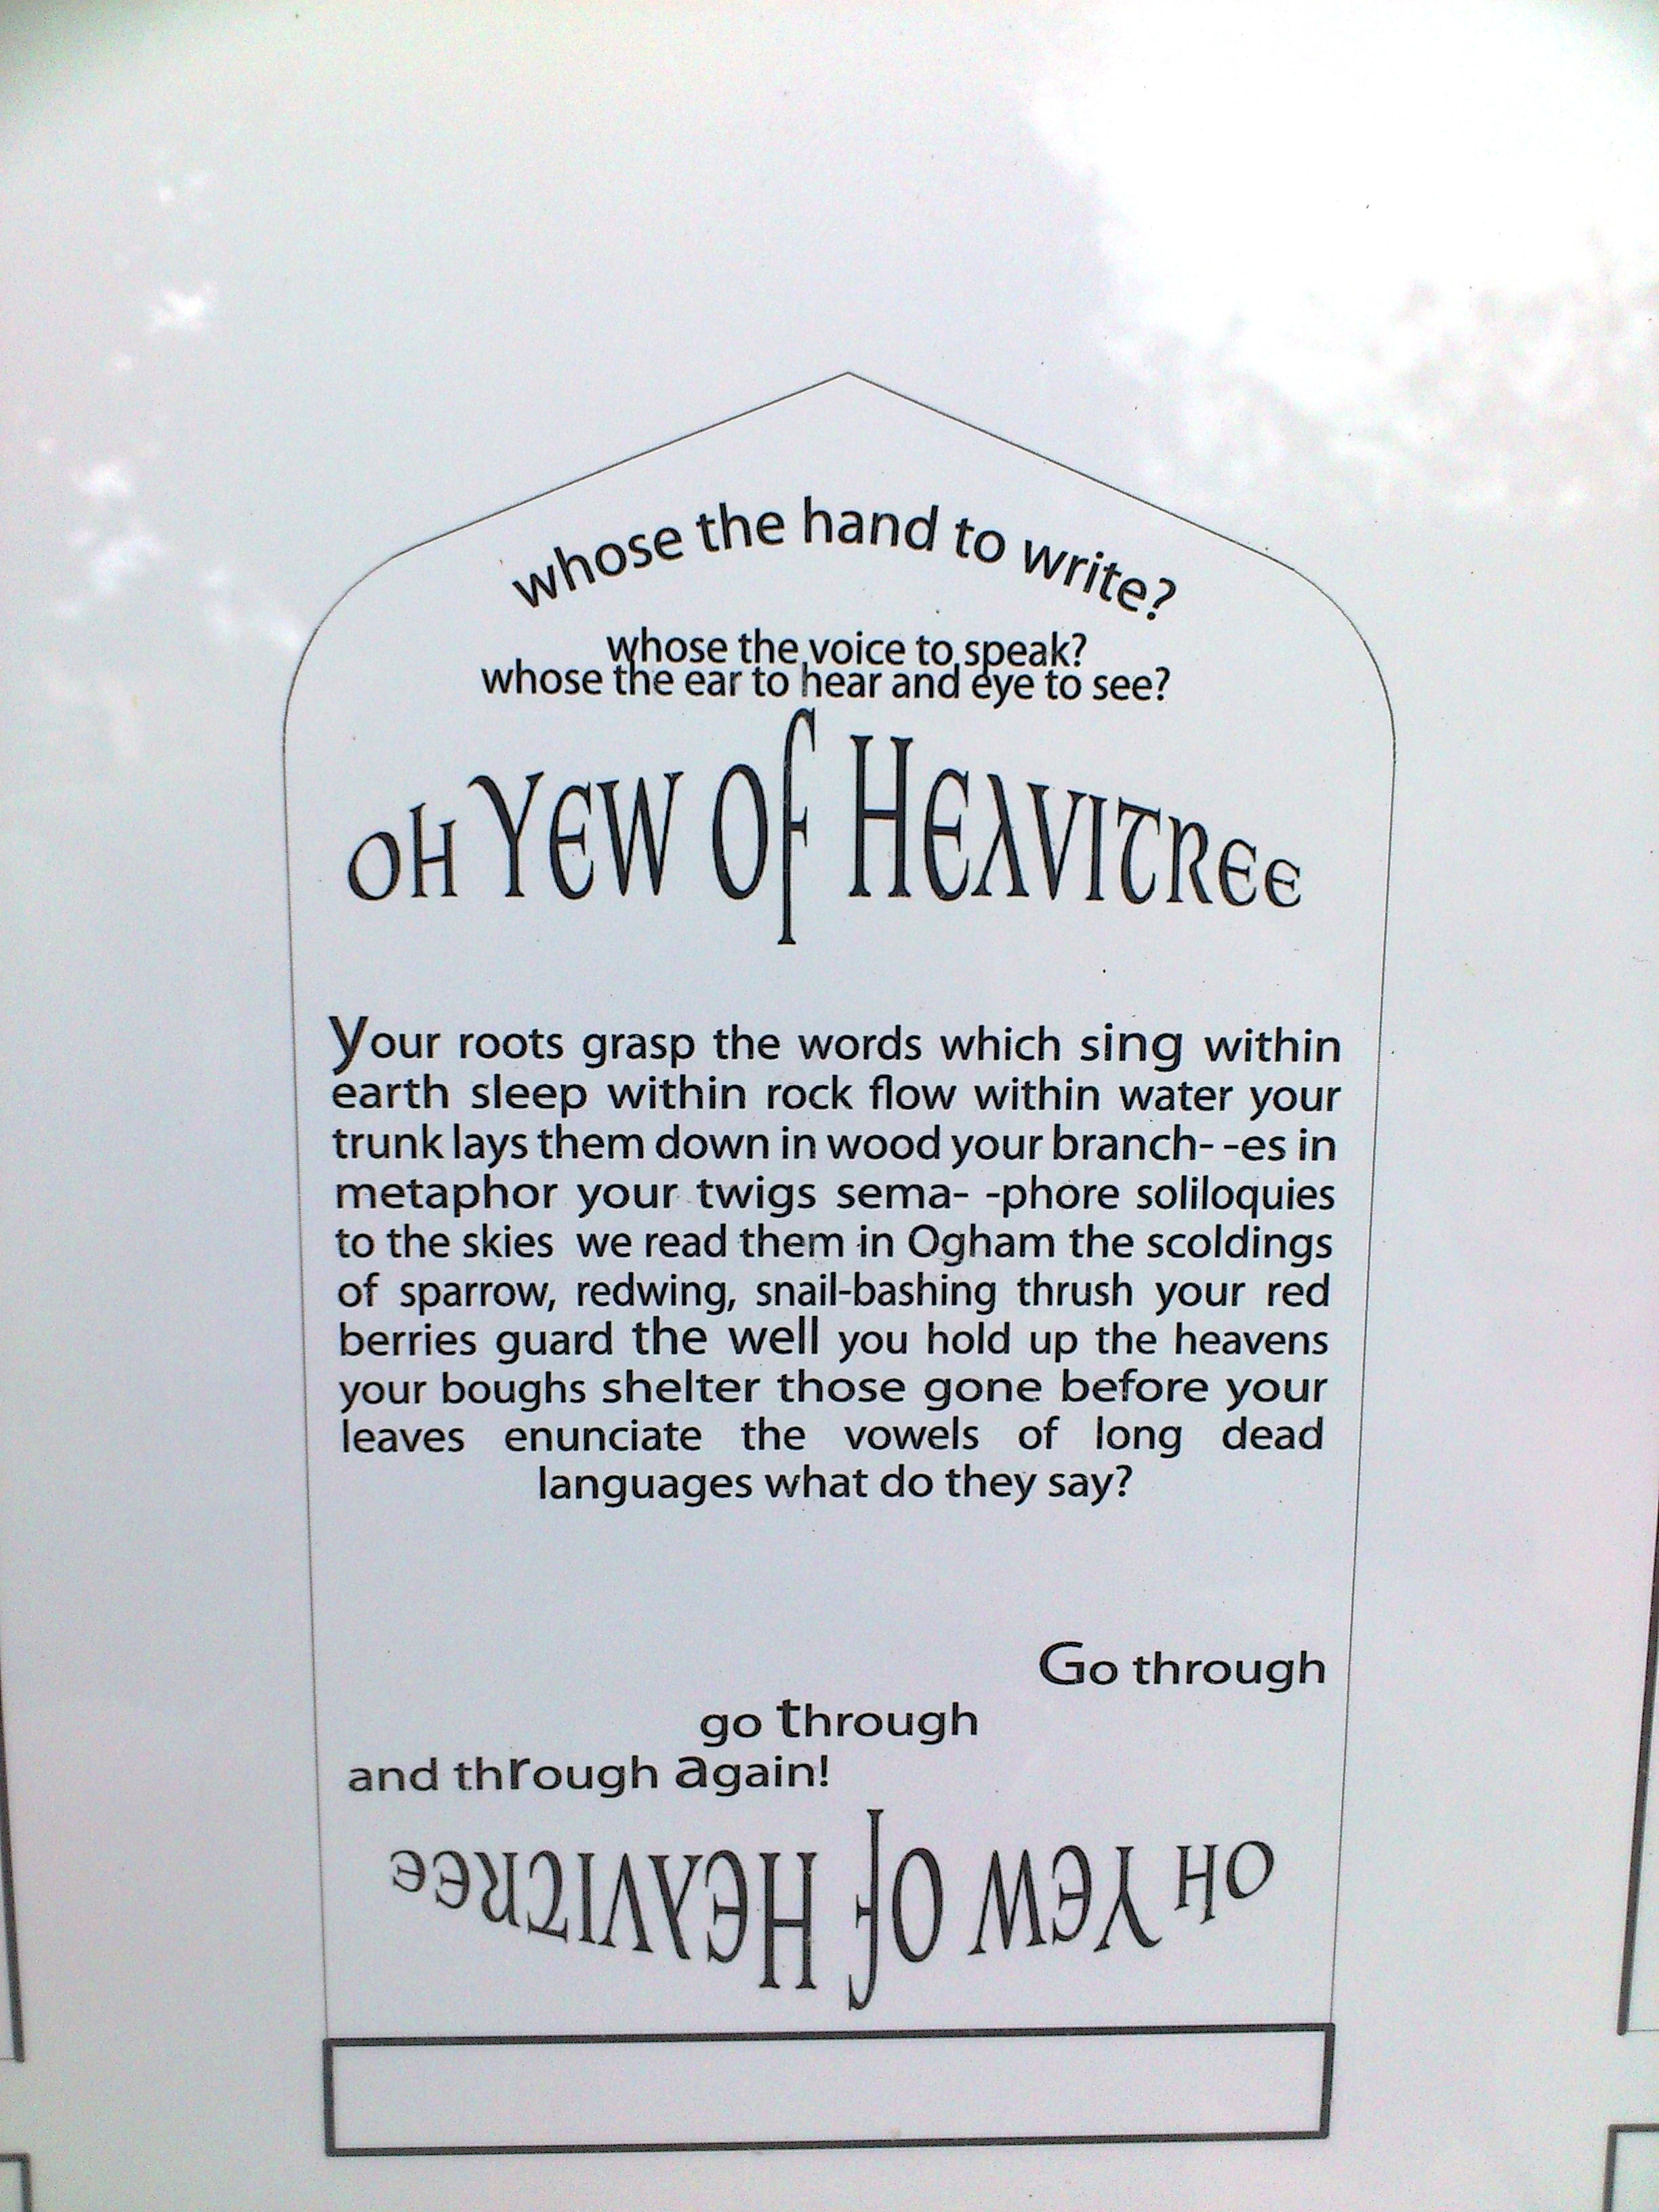 whose the hand to write?
whose the voice to speak?
whose the ear to hear and eye to see?
OH YEW OF HEAVITREE
Your roots grasp the words which sing within
earth sleep within rock flow within water your
trunk lays them down in wood your branch- -es in
metaphor your twigs sema- -phore soliloquies
to the skies we read them in Ogham the scoldings
of sparrow, redwing, snail-bashing thrush your red
berries guard the well you hold up the heavens
your boughs shelter those gone before your
leaves enunciate the vowels of long dead
languages what do they say?
Go through
go through
and through again!
OH YEW OF HEAVITREE